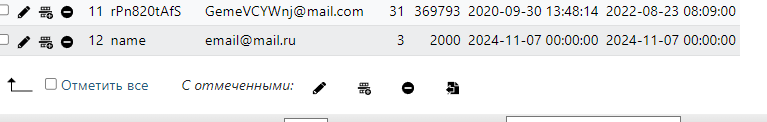 11 rPn820tAfS GemeVCYWnj@mail.com 31 369793 2020-09-30 13:48:14 2022-08-23 08:09:00
12 name email@mail.ru 3 2000 2024-11-07 00:00:00 2024-11-07 00:00:00
Отметить все С отмеченными: